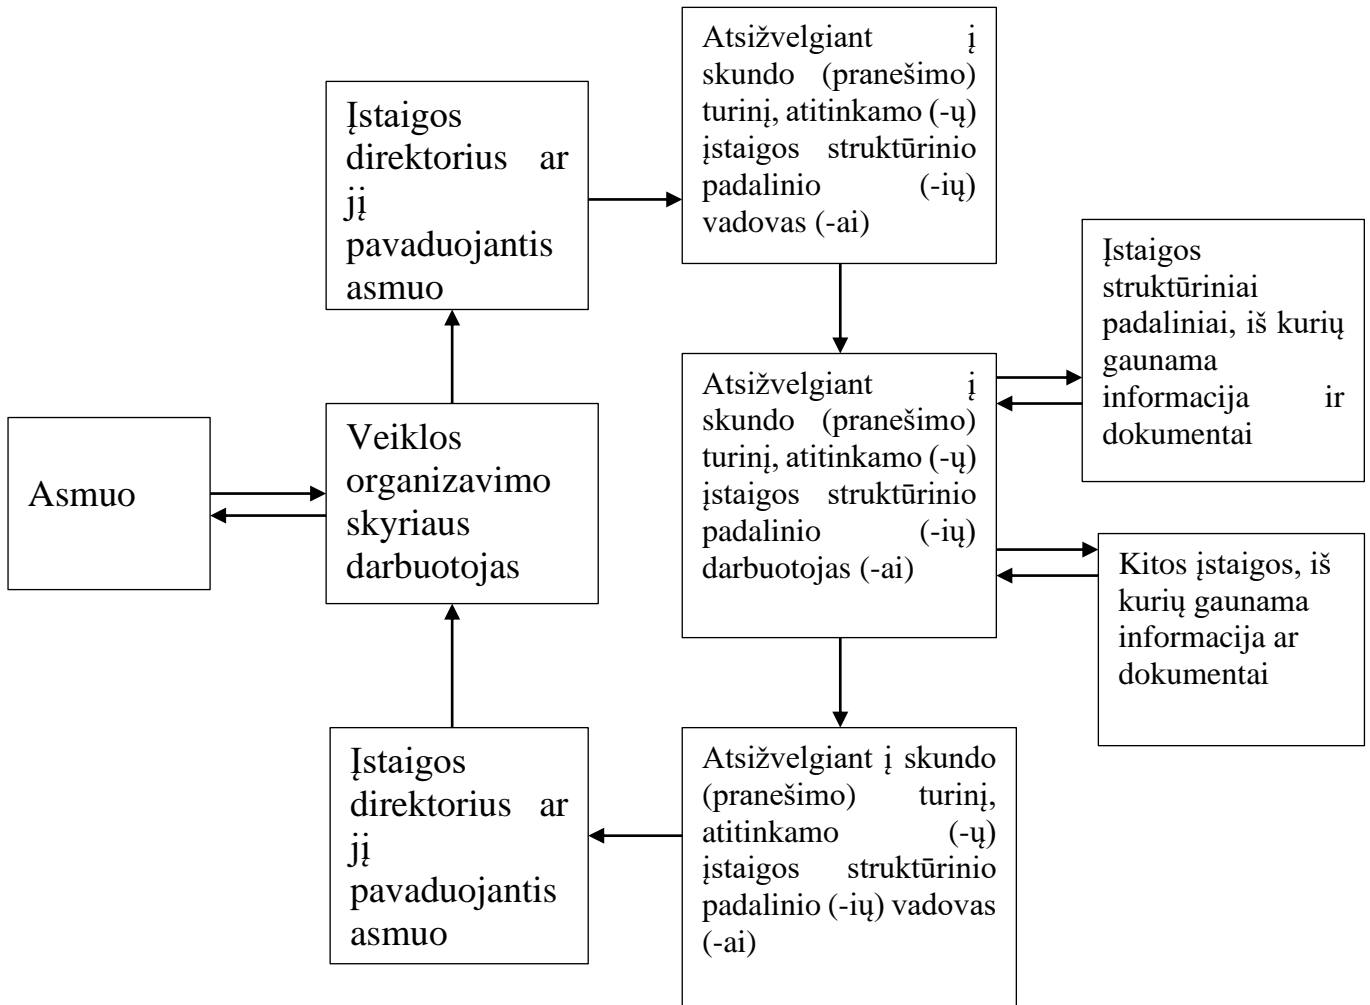 Atsižvelgiant į
skundo (pranešimo)
turinį, atitinkamo (-ų)
įstaigos struktūrinio
padalinio (-ių)
vadovas (-ai)
Įstaigos
direktorius ar
jį
pavaduojantis
asmuo
Įstaigos
struktūriniai
padaliniai, iš kurių
gaunama
informacija ir
dokumentai
Atsižvelgiant į
skundo (pranešimo)
turinį, atitinkamo (-ų)
įstaigos struktūrinio
padalinio (-ių)
darbuotojas (-ai)
Veiklos
organizavimo
skyriaus
darbuotojas
Asmuo
Kitos įstaigos, iš
kurių gaunama
informacija ar
dokumentai
Įstaigos
direktorius ar
jį
pavaduojantis
asmuo
Atsižvelgiant į skundo
(pranešimo) turinį,
atitinkamo (-ų)
įstaigos struktūrinio
padalinio (-ių) vadovas
(-ai)